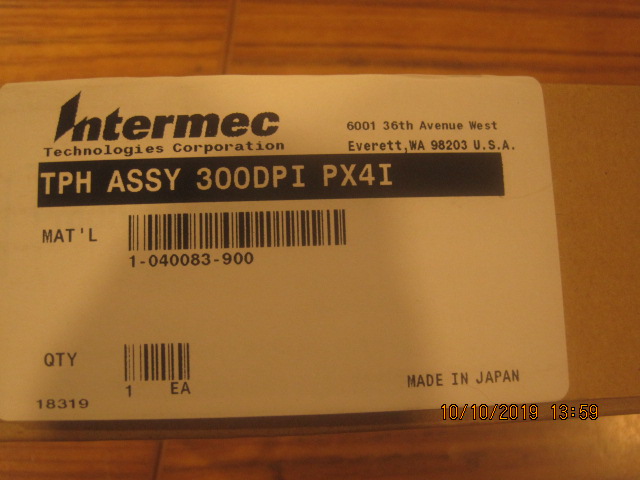 Intermec
Technologies Corporation
6001 36th Avenue West
Everett,WA 98203 U.S.A.
TPH ASSY 300DPI PX4I
MAT'L
1-040083-900
QTY
1 EA
18319
MADE IN JAPAN
10/10/2019 13:59